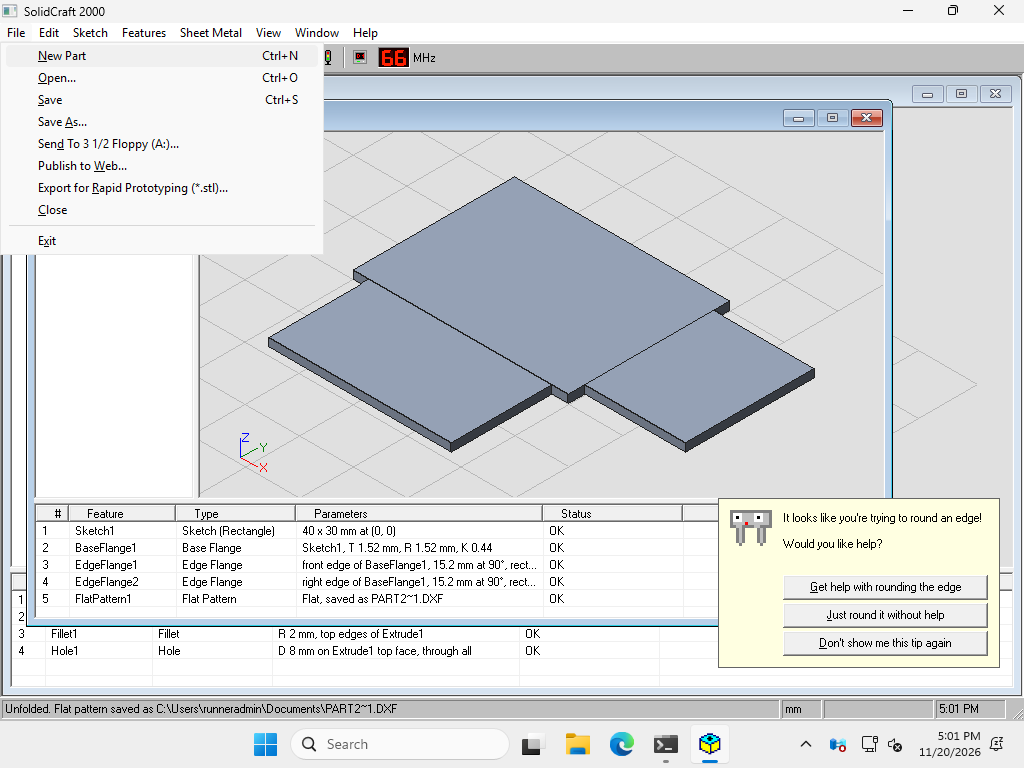 SolidCraft 2000
File Edit Sketch Features Sheet Metal View Window Help
New Part Ctrl+N
66 MHz
Open... Ctrl+O
Save Ctrl+S
Save As...
Send To 3 1/2 Floppy (A:)...
Publish to Web...
Export for Rapid Prototyping (*.stl)...
Close
Exit
Z
Y
X
# Feature Type Parameters Status
1 Sketch1 Sketch (Rectangle) 40 x 30 mm at (0, 0) OK
2 BaseFlange1 Base Flange Sketch1, T 1.52 mm, R 1.52 mm, K 0.44 OK
3 EdgeFlange1 Edge Flange front edge of BaseFlange1, 15.2 mm at 90°, rect... OK
4 EdgeFlange2 Edge Flange right edge of BaseFlange1, 15.2 mm at 90°, rect... OK
5 FlatPattern1 Flat Pattern Flat, saved as PART2~1.DXF OK
It looks like you're trying to round an edge!
Would you like help?
Get help with rounding the edge
Just round it without help
Don't show me this tip again
1
2
3 Fillet1 Fillet R 2 mm, top edges of Extrude1 OK
4 Hole1 Hole D 8 mm on Extrude1 top face, through all OK
Unfolded. Flat pattern saved as C:\Users\runneradmin\Documents\PART2~1.DXF mm 5:01 PM
Search
5:01 PM
11/20/2026